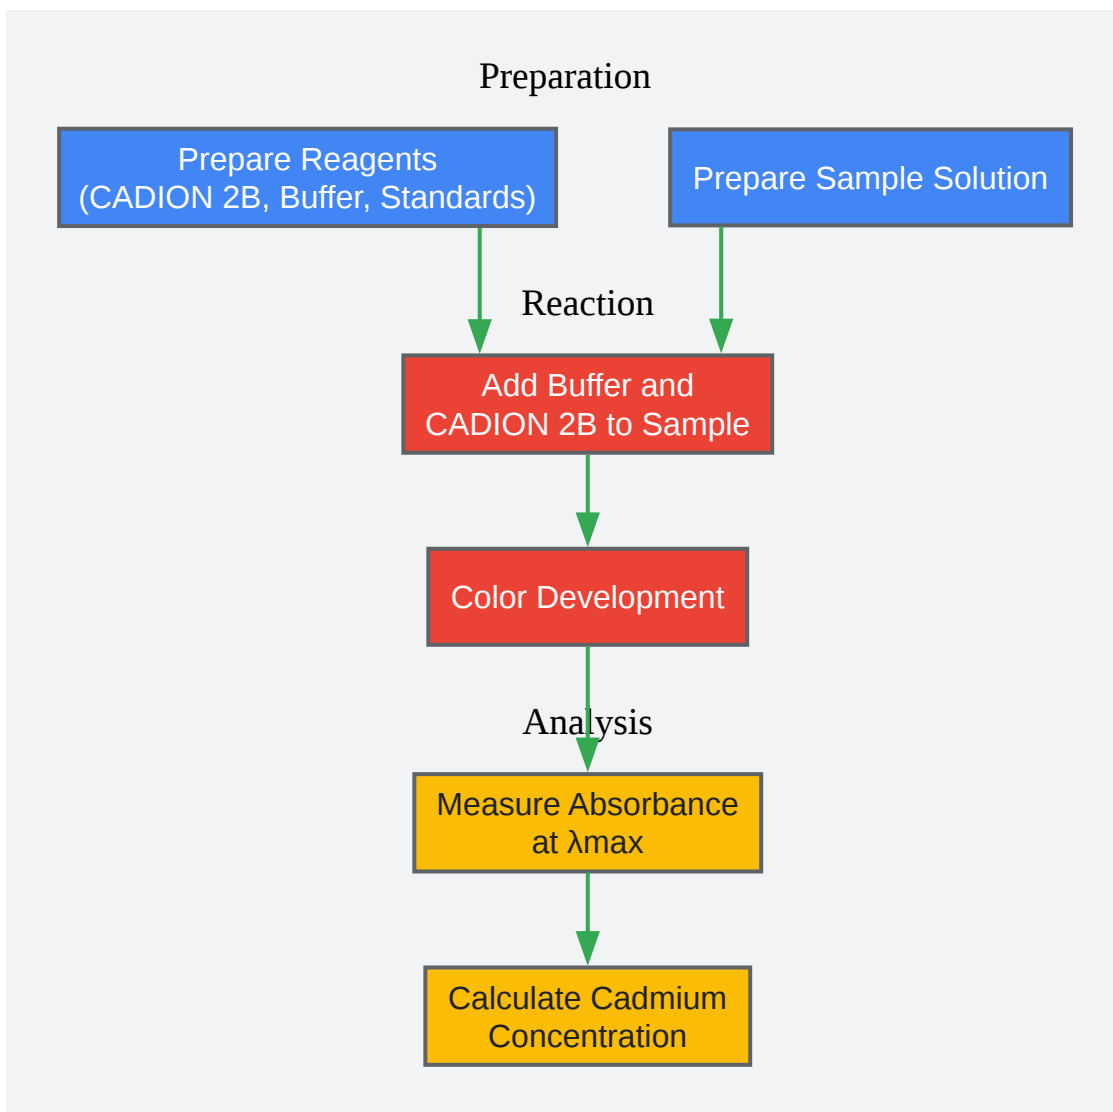 Preparation
Prepare Reagents
(CADION 2B, Buffer, Standards)
Prepare Sample Solution
Reaction
Add Buffer and
CADION 2B to Sample
Color Development
Analysis
Measure Absorbance
at λmax
Calculate Cadmium
Concentration